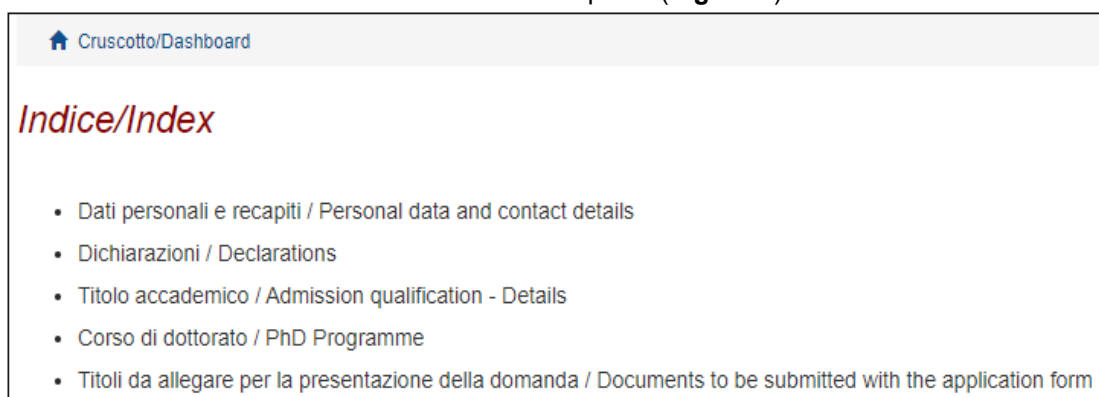 Cruscotto/Dashboard
Indice/Index
• Dati personali e recapiti / Personal data and contact details
• Dichiarazioni / Declarations
• Titolo accademico / Admission qualification - Details
• Corso di dottorato / PhD Programme
• Titoli da allegare per la presentazione della domanda / Documents to be submitted with the application form